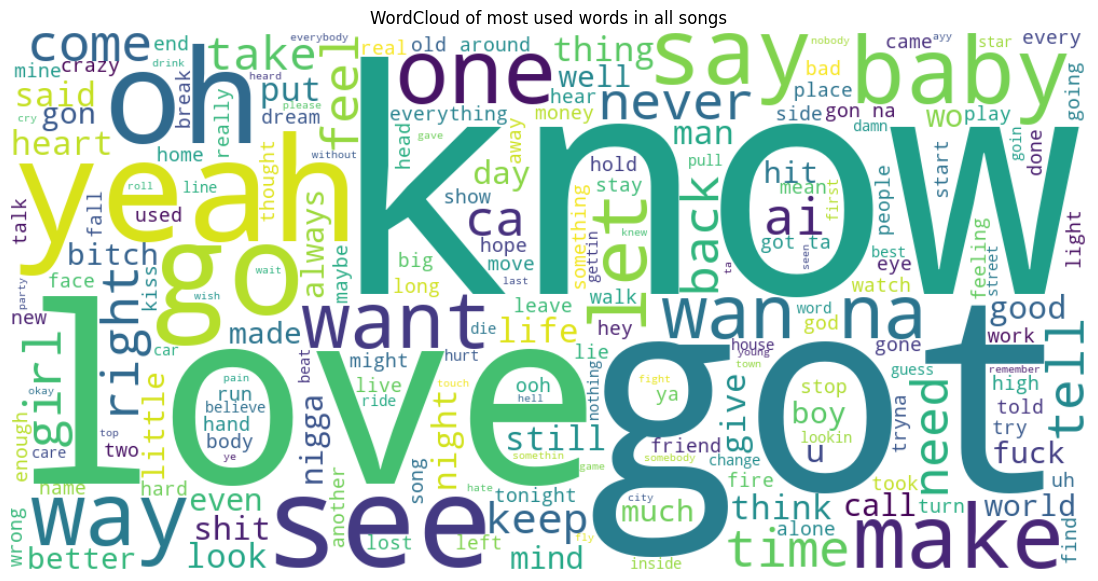 WordCloud of most used words in all songs
come end take everybody real old around thing say baby came ayy star every
mine crazy drink oh feel one well nobody bad
said gon break put heard hear never place going
heart really dream everything money man side gon na wo play
home please cry know head gave away damn goin done
yeah without day hold back pull hit start
talk fall line roll thought show ca stay mean first people
used always hope let something ai
bitch kiss maybe big move knew gettin got ta best eye feeling light
go wait long last walk ta seen watch street
face wish leave word good
new party right made want die life hey wan na god work
car might hurt lie house young gone
girl okay little beat love live touch ooh nothing fight town got guess remember
pain run ride hell ya give stop high tell
enough care hand believe body boy need told
top two nigga night still friend u lookin tryna try
ye somethin somebody change fuck
name hard song game fire took uh
way even another hate tonight city much think call turn world
wrong shit see keep alone
better look lost left fly mind inside time make find